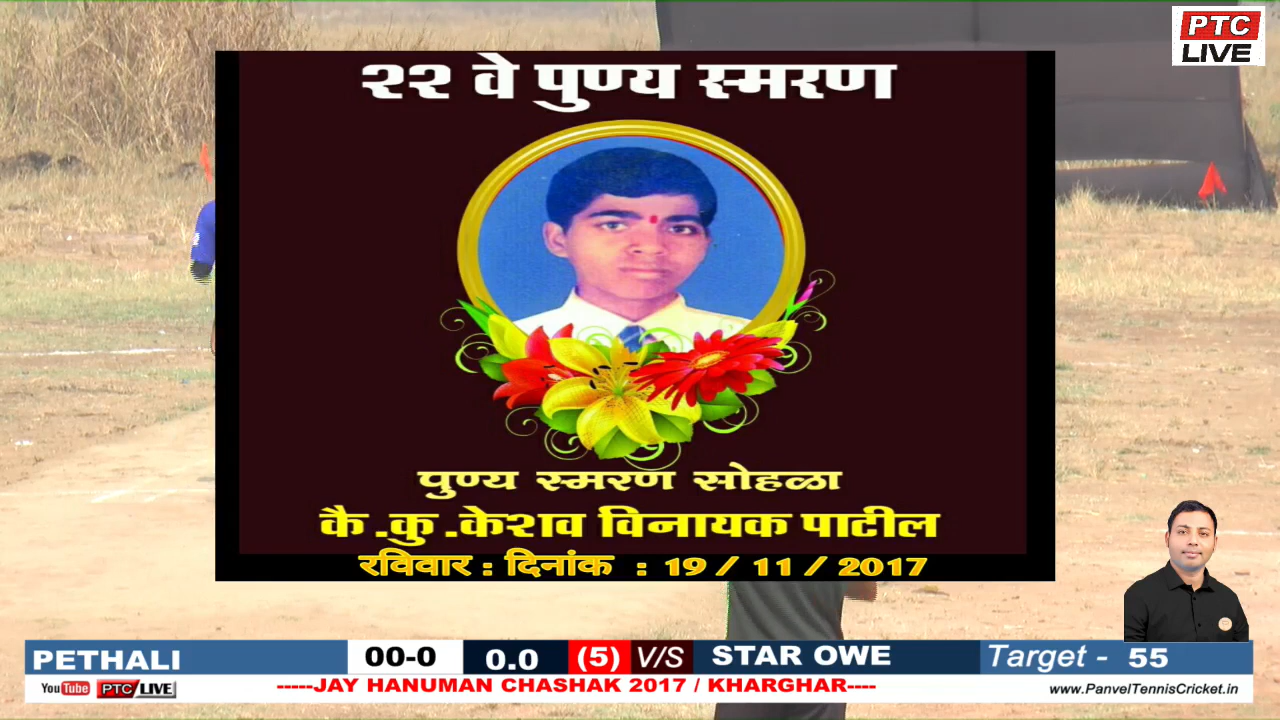 PTC
LIVE
२२ वे पुण्य स्मरण
पुण्य स्मरण सोहळा
कै .कु .केशव विनायक पाटील
रविवार : दिनांक : 19 / 11 / 2017
PETHALI 00-0 0.0 (5) V/S STAR OWE Target - 55
YouTube PTC LIVE -----JAY HANUMAN CHASHAK 2017 / KHARGHAR---- www.PanvelTennisCricket.in